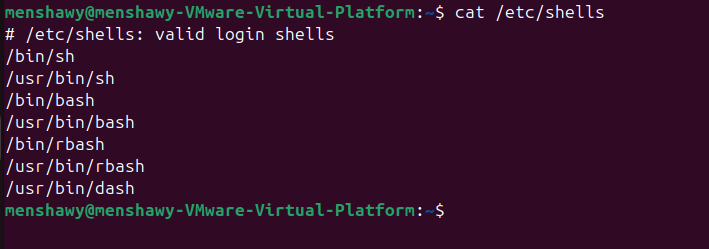 menshawy@menshawy-VMware-Virtual-Platform:~$ cat /etc/shells
# /etc/shells: valid login shells
/bin/sh
/usr/bin/sh
/bin/bash
/usr/bin/bash
/bin/rbash
/usr/bin/rbash
/usr/bin/dash
menshawy@menshawy-VMware-Virtual-Platform:~$